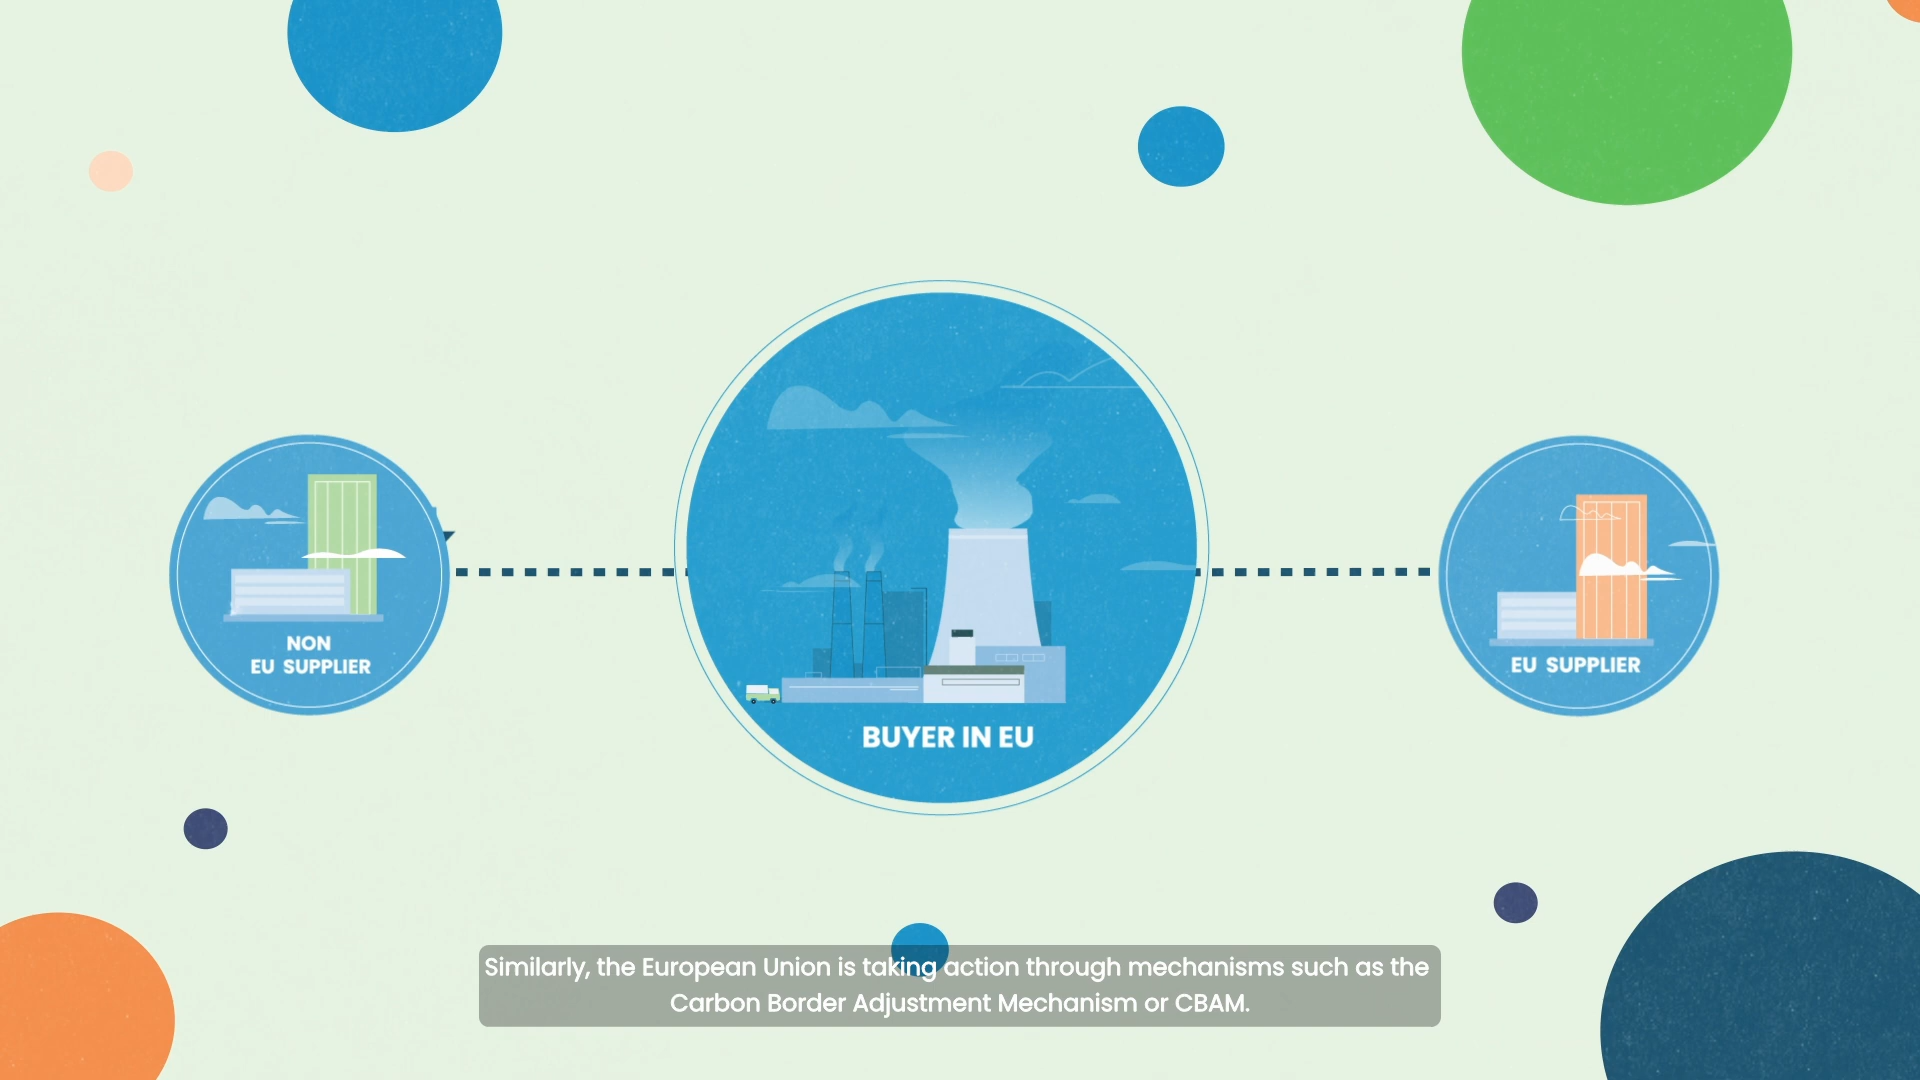 NON
EU SUPPLIER
BUYER IN EU
EU SUPPLIER
Similarly, the European Union is taking action through mechanisms such as the
Carbon Border Adjustment Mechanism or CBAM.